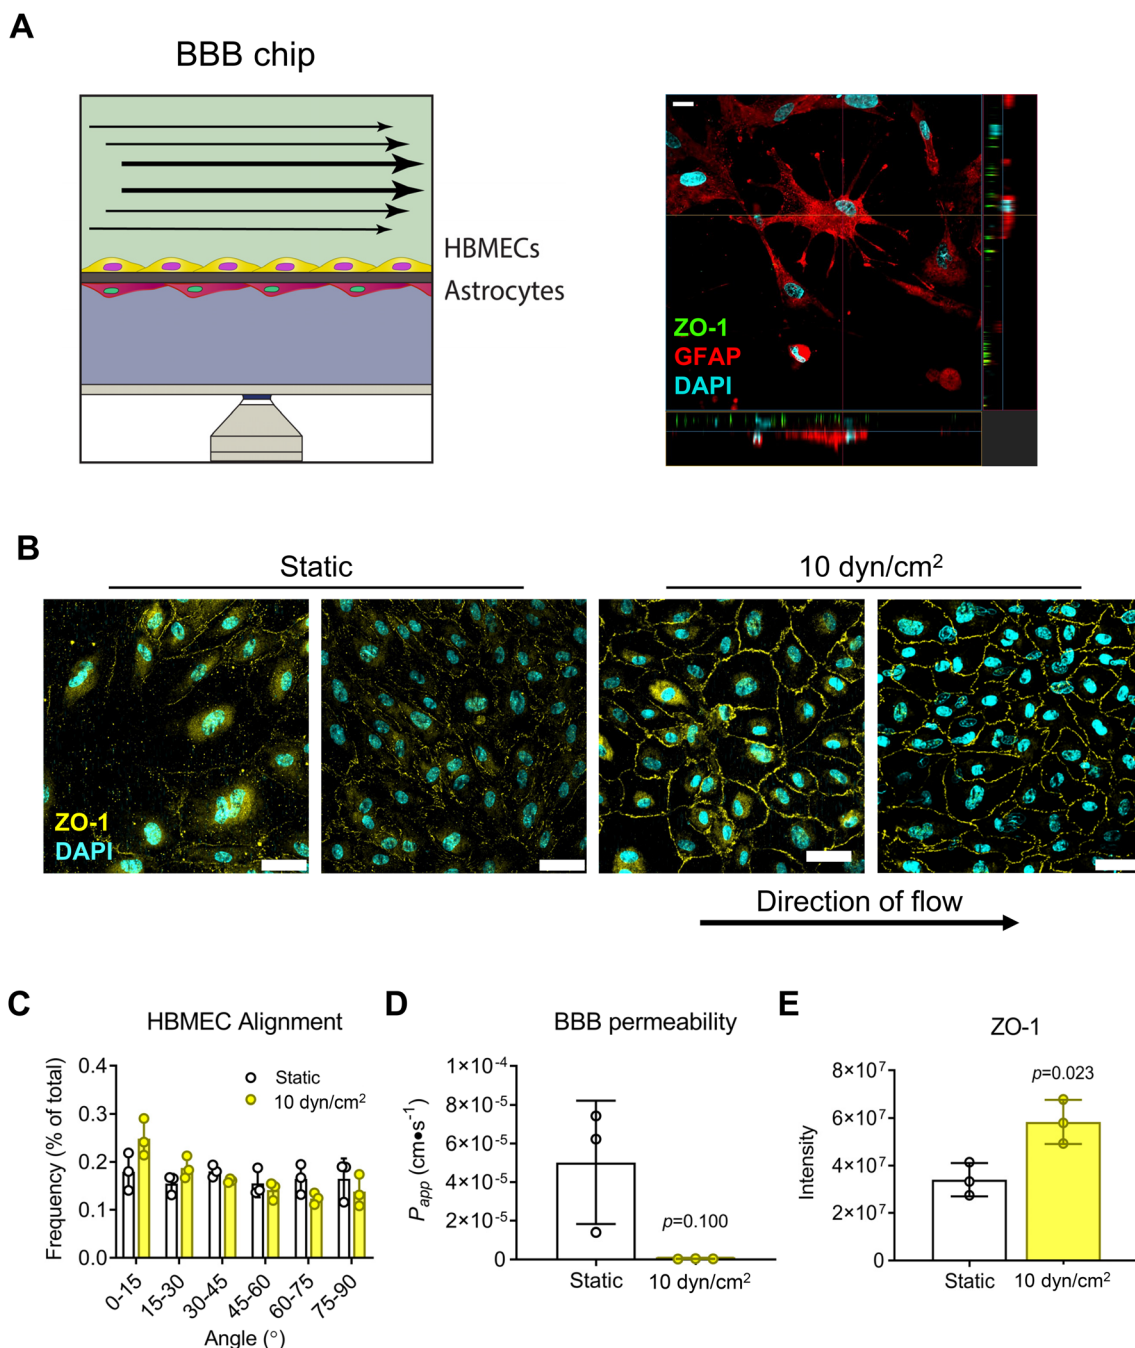 A
BBB chip
HBMECs
Astrocytes
ZO-1
GFAP
DAPI
B
Static
10 dyn/cm²
ZO-1
DAPI
Direction of flow
C
HBMEC Alignment
Frequency (% of total)
0.4
0.3
0.2
0.1
0.0
Static
10 dyn/cm²
0-15
15-30
30-45
45-60
60-75
75-90
Angle (°)
D
BBB permeability
Papp (cm•s⁻¹)
1×10⁻⁴
8×10⁻⁵
6×10⁻⁵
4×10⁻⁵
2×10⁻⁵
0
p=0.100
Static
10 dyn/cm²
E
ZO-1
Intensity
8×10⁷
6×10⁷
4×10⁷
2×10⁷
0
p=0.023
Static
10 dyn/cm²